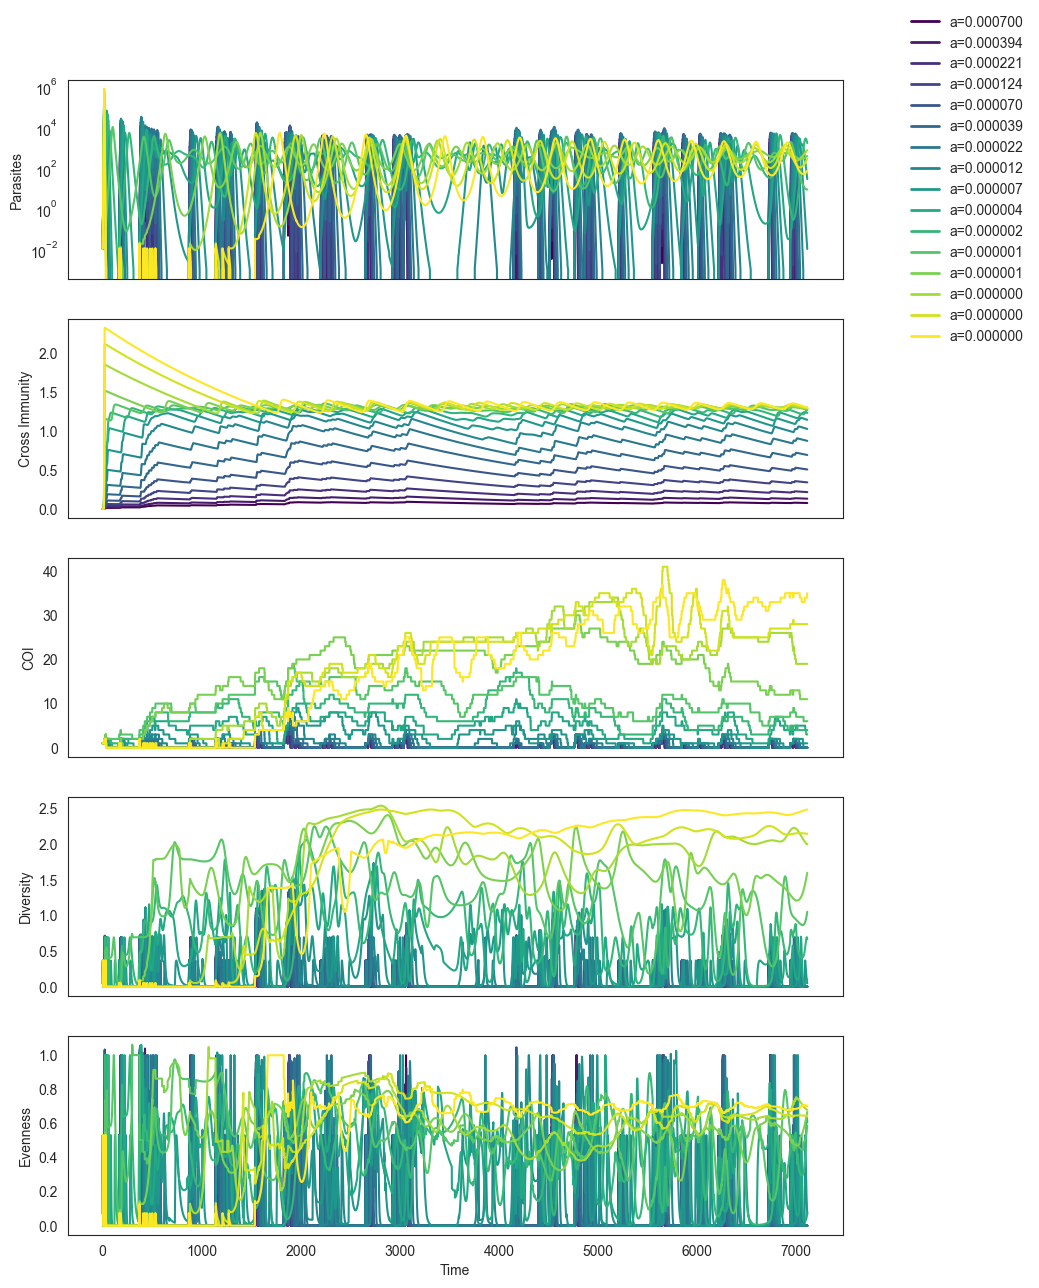 a=0.000700
a=0.000394
a=0.000221
a=0.000124
a=0.000070
a=0.000039
a=0.000022
a=0.000012
a=0.000007
a=0.000004
a=0.000002
a=0.000001
a=0.000001
a=0.000000
a=0.000000
a=0.000000
Parasites
10^6
10^4
10^2
10^0
10^−2
Cross Immunity
2.0
1.5
1.0
0.5
0.0
COI
40
30
20
10
0
Diversity
2.5
2.0
1.5
1.0
0.5
0.0
Evenness
1.0
0.8
0.6
0.4
0.2
0.0
0 1000 2000 3000 4000 5000 6000 7000
Time